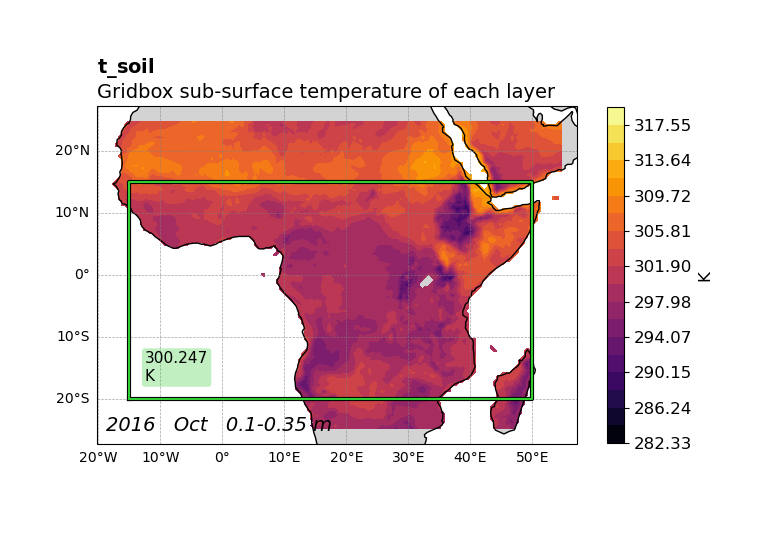 t_soil
Gridbox sub-surface temperature of each layer
20°N
10°N
0°
10°S
20°S
300.247
K
2016 Oct 0.1-0.35 m
20°W 10°W 0° 10°E 20°E 30°E 40°E 50°E
317.55
313.64
309.72
305.81
301.90
297.98
294.07
290.15
286.24
282.33
K